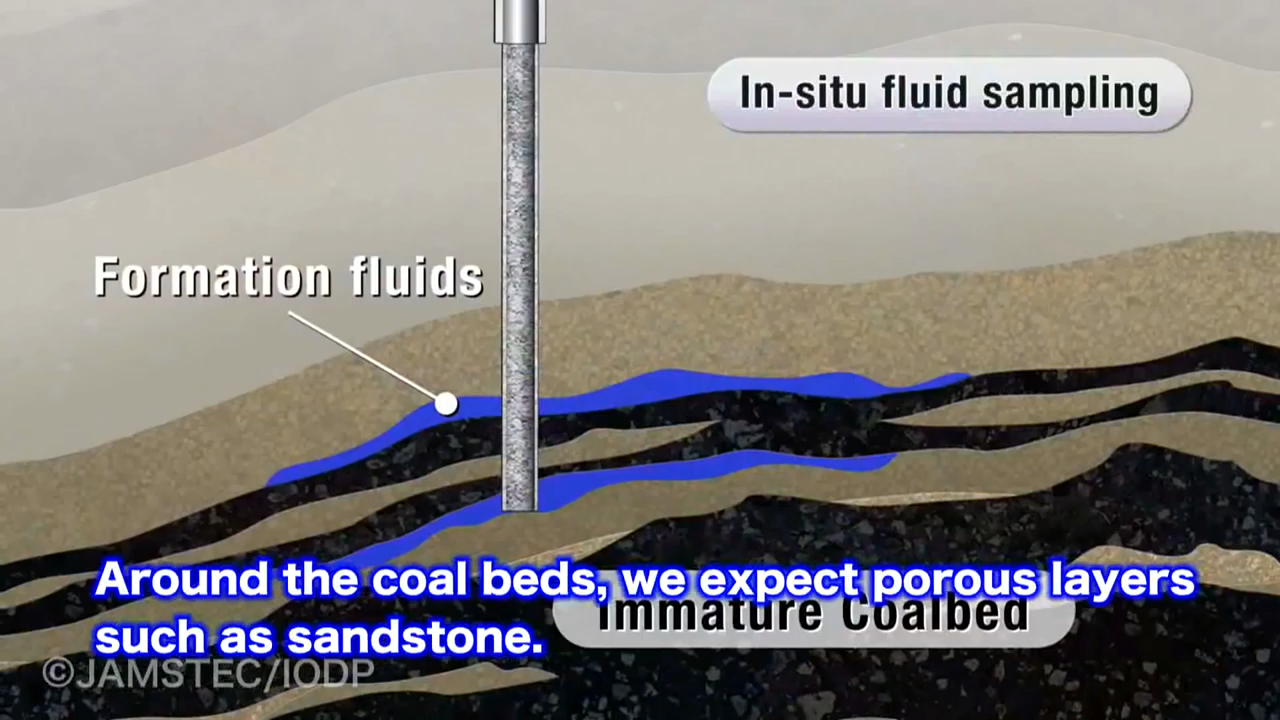 In-situ fluid sampling
Formation fluids
Around the coal beds, we expect porous layers
such as sandstone.
Immature Coalbed
©JAMSTEC/IODP